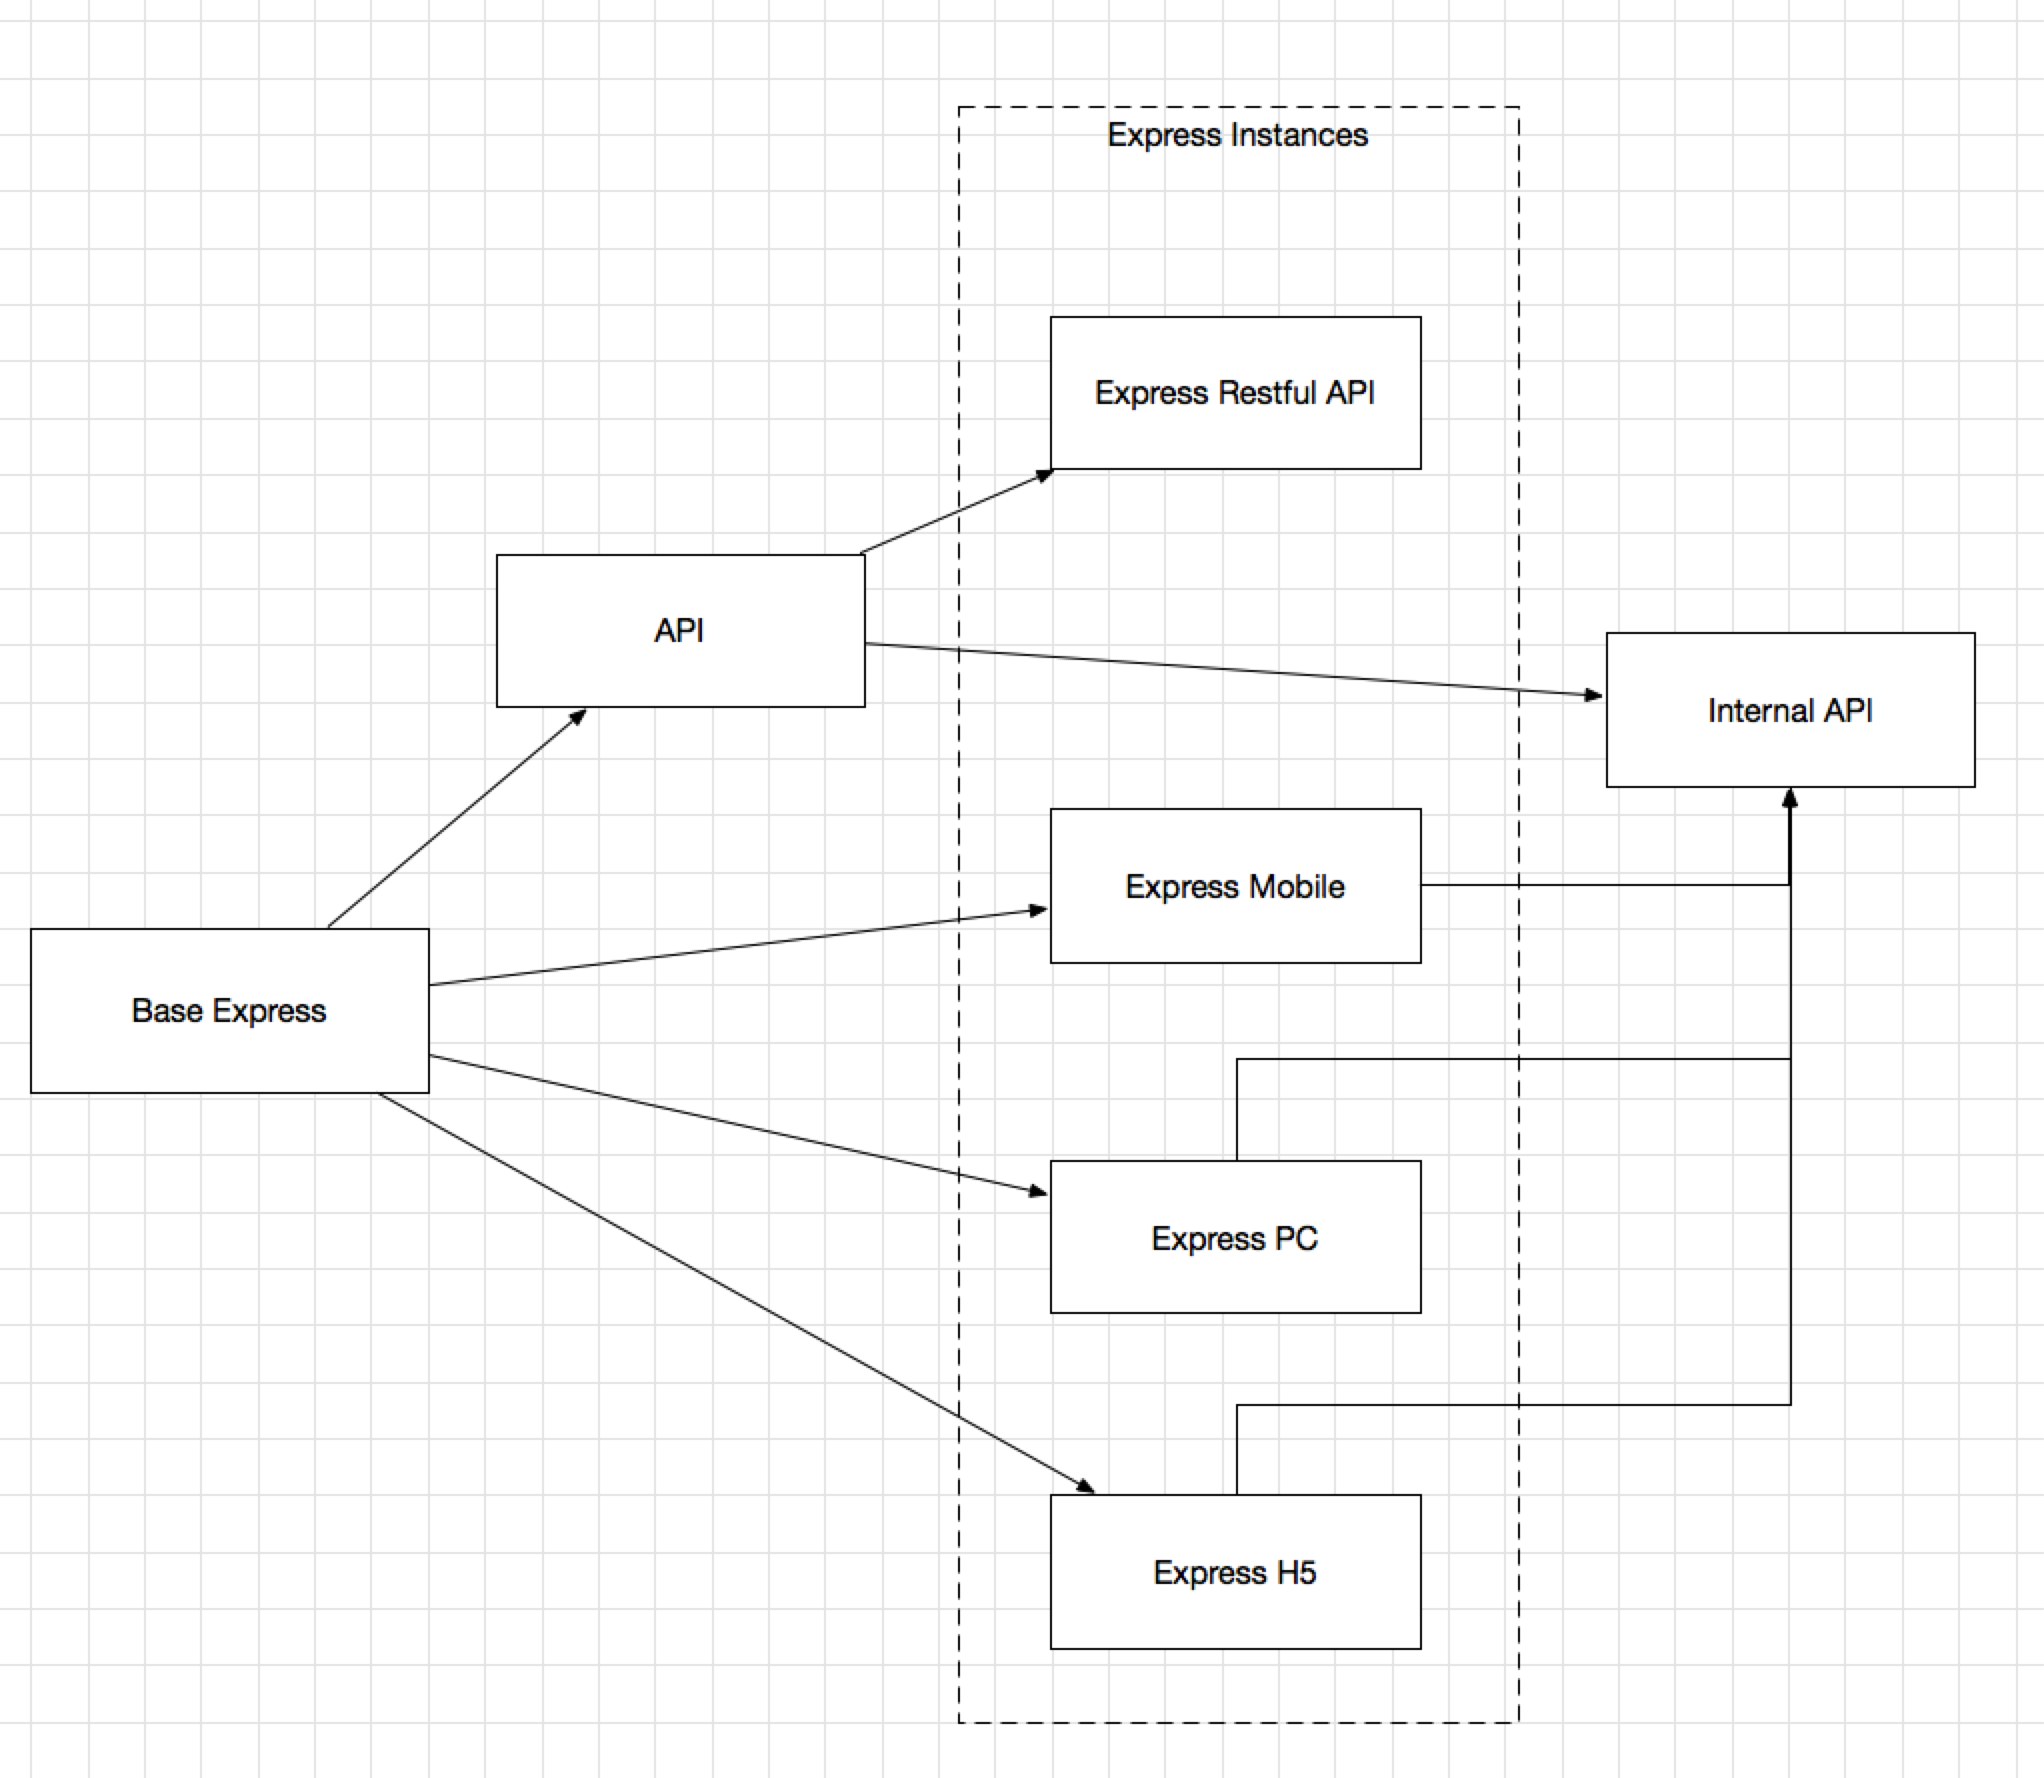 Express Instances
Express Restful API
API
Internal API
Express Mobile
Base Express
Express PC
Express H5